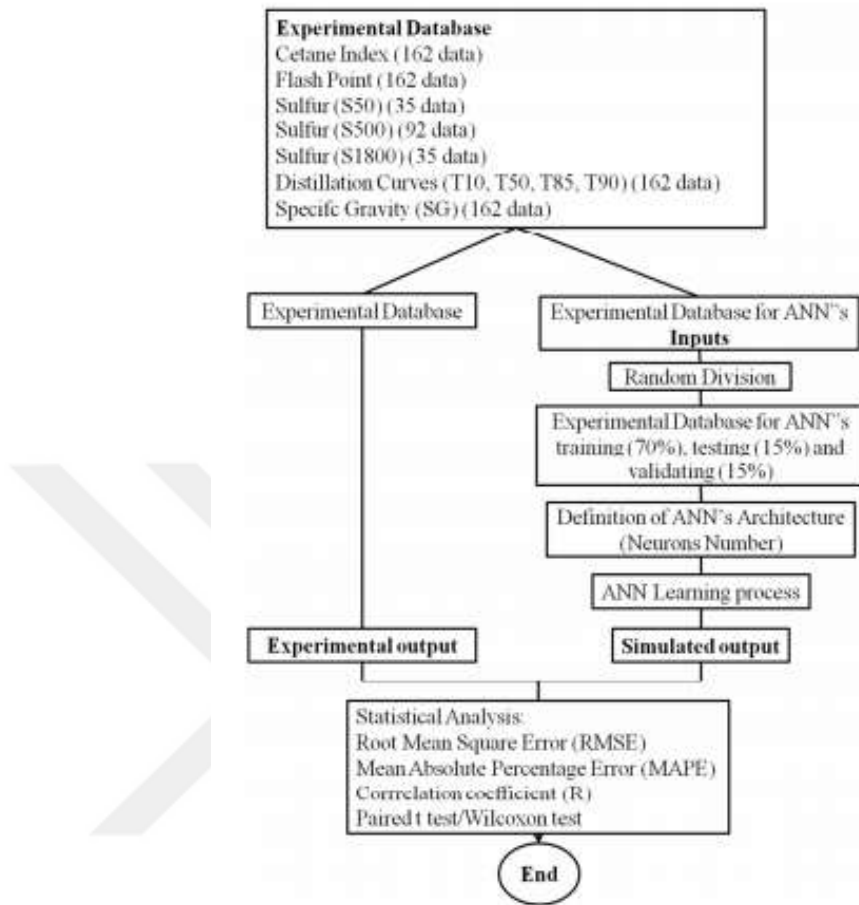 Experimental Database
Cetane Index (162 data)
Flash Point (162 data)
Sulfur (S50) (35 data)
Sulfur (S500) (92 data)
Sulfur (S1800) (35 data)
Distillation Curves (T10, T50, T85, T90) (162 data)
Specifc Gravity (SG) (162 data)
Experimental Database
Experimental Database for ANN"s
Inputs
Random Division
Experimental Database for ANN"s
training (70%), testing (15%) and
validating (15%)
Definition of ANN's Architecture
(Neurons Number)
ANN Learning process
Experimental output
Simulated output
Statistical Analysis:
Root Mean Square Error (RMSE)
Mean Absolute Percentage Error (MAPE)
Corrrelation coefficient (R)
Paired t test/Wilcoxon test
End